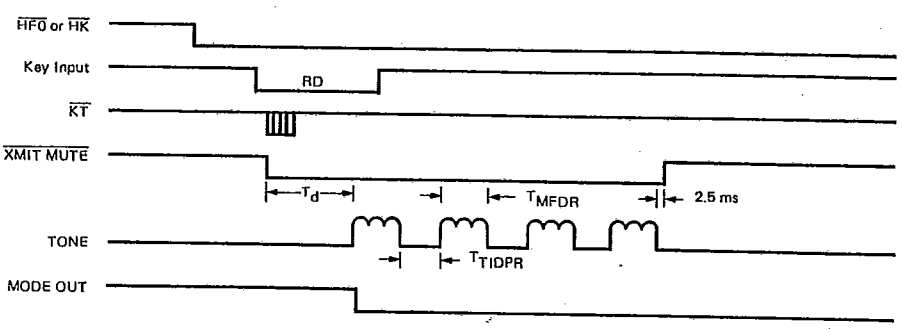 HFO or HK
Key Input
RD
KT
XMIT MUTE
Td
TMFDR
2.5 ms
TONE
TTIDPR
MODE OUT